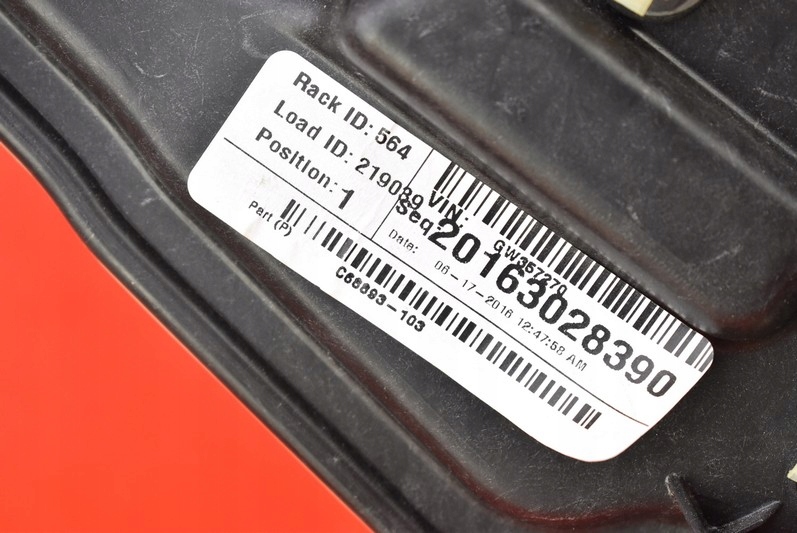 Rack ID: 564
Load ID: 219039
Position: 1
VIN: GW357270
Seq 20163028390
Date: 06-17-2016 12:47:58 AM
Part (P)
C66893-103